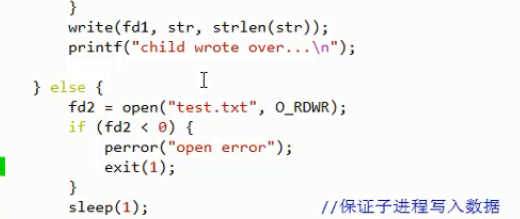 }
write(fd1, str, strlen(str));
printf("child wrote over...\n");
} else {
fd2 = open("test.txt", O_RDWR);
if (fd2 < 0) {
perror("open error");
exit(1);
}
sleep(1); //保证子进程写入数据